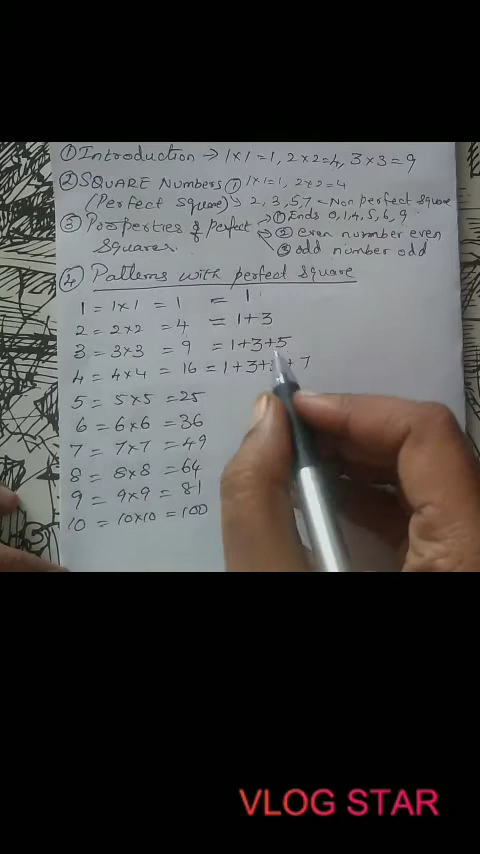 ① Introduction → 1×1=1, 2×2=4, 3×3=9
② SQUARE Numbers ① 1×1=1, 2×2=4
(Perfect Square) ↘ 2, 3, 5, 7 - Non perfect square
③ Properties of perfect ① Ends 0, 1, 4, 5, 6, 9
Squares. ② even number even
③ odd number odd
④ Patterns with perfect square
1 = 1×1 = 1 = 1
2 = 2×2 = 4 = 1+3
3 = 3×3 = 9 = 1+3+5
4 = 4×4 = 16 = 1+3+ + 7
5 = 5×5 = 25
6 = 6×6 = 36
7 = 7×7 = 49
8 = 8×8 = 64
9 = 9×9 = 81
10 = 10×10 = 100
VLOG STAR